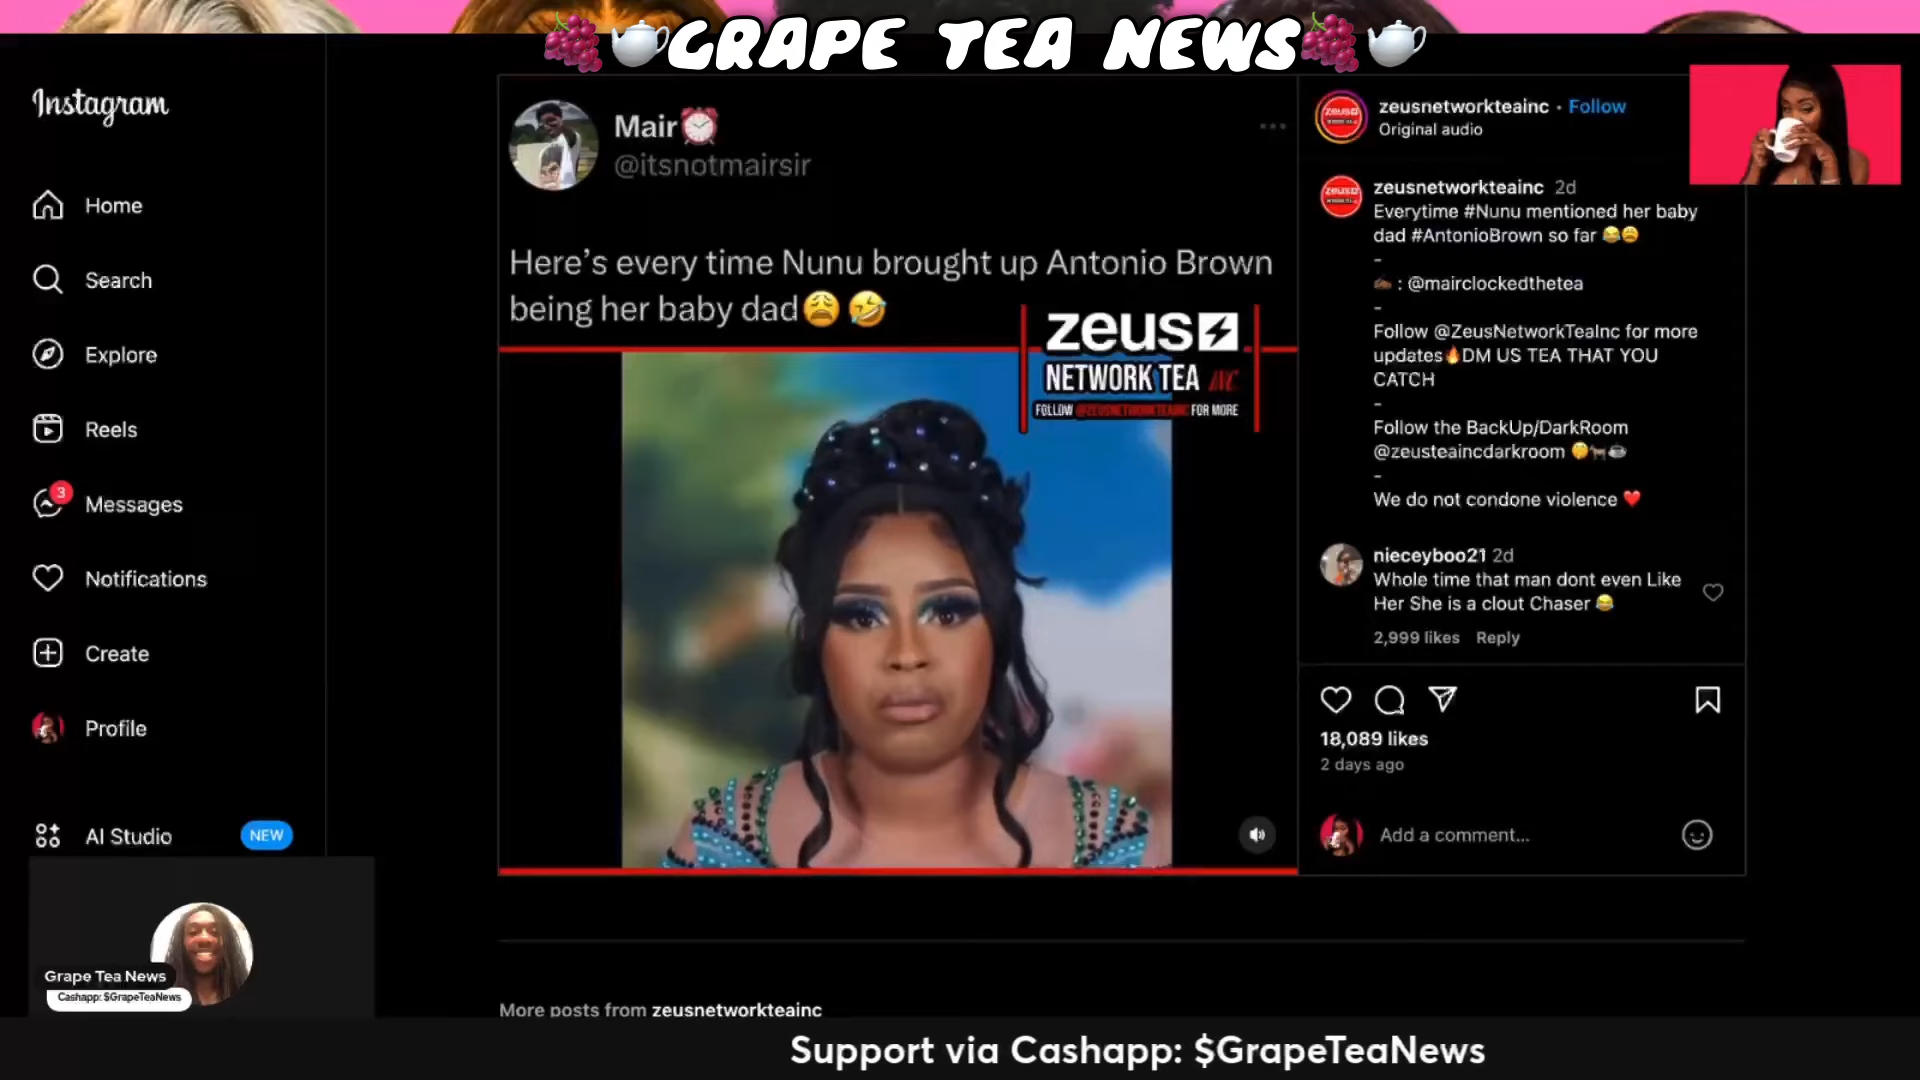 🍇🫖GRAPE TEA NEWS🍇🫖
Instagram
Home
Search
Explore
Reels
3
Messages
Notifications
Create
Profile
AI Studio
NEW
Grape Tea News
Cashapp: $GrapeTeaNews
Mair⏰
@itsnotmairsir
Here’s every time Nunu brought up Antonio Brown
being her baby dad😩🤣
zeus
NETWORK TEA INC
FOLLOW @ZEUSNETWORKTEAINC FOR MORE
zeusnetworkteainc • Follow
Original audio
zeusnetworkteainc 2d
Everytime #Nunu mentioned her baby
dad #AntonioBrown so far 😂😩
-
✍🏾 : @mairclockedthetea
-
Follow @ZeusNetworkTeaInc for more
updates🔥DM US TEA THAT YOU
CATCH
-
Follow the BackUp/DarkRoom
@zeusteaincdarkroom 🤭🐄☕
-
We do not condone violence ❤️
nieceyboo21 2d
Whole time that man dont even Like
Her She is a clout Chaser 😂
2,999 likes Reply
18,089 likes
2 days ago
Add a comment...
More posts from zeusnetworkteainc
Support via Cashapp: $GrapeTeaNews